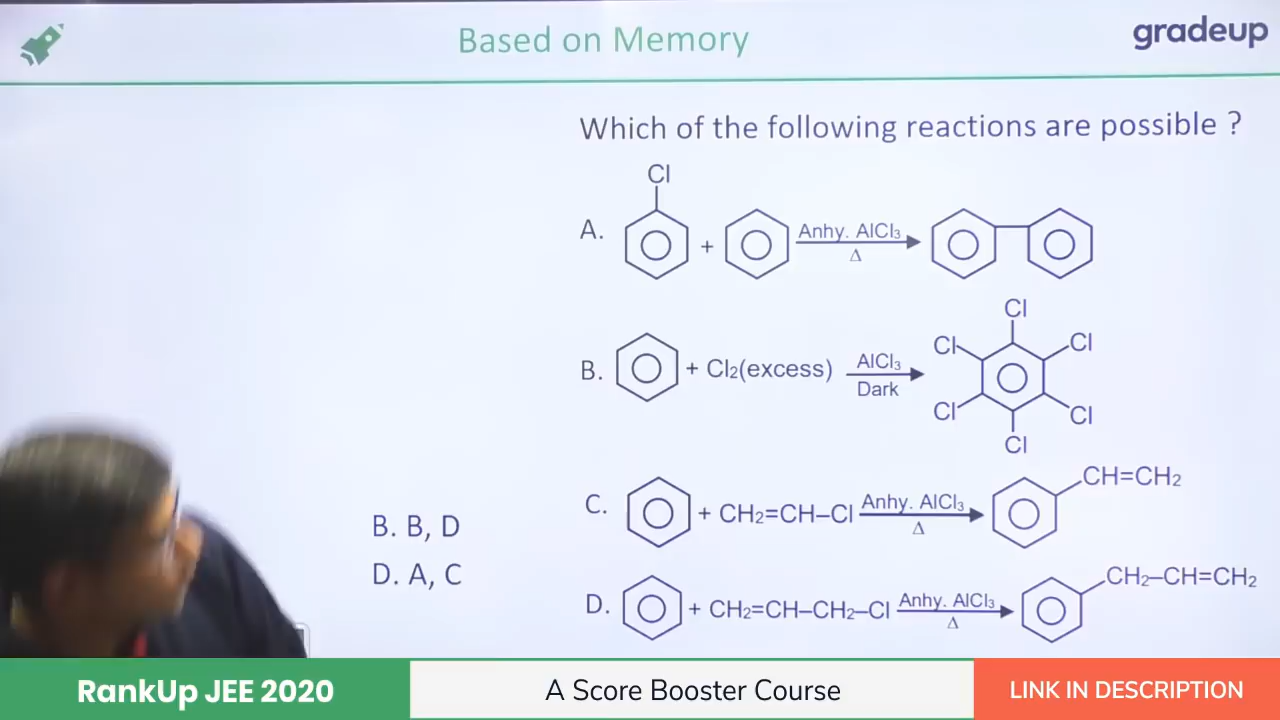 Based on Memory
gradeup
Which of the following reactions are possible ?
Cl
A. + Anhy. AlCl₃ Δ
B. + Cl₂(excess) AlCl₃ Dark
Cl
Cl Cl
Cl Cl
Cl
C. + CH₂=CH–Cl Anhy. AlCl₃ Δ CH=CH₂
D. + CH₂=CH–CH₂–Cl Anhy. AlCl₃ Δ CH₂–CH=CH₂
B. B, D
D. A, C
RankUp JEE 2020
A Score Booster Course
LINK IN DESCRIPTION